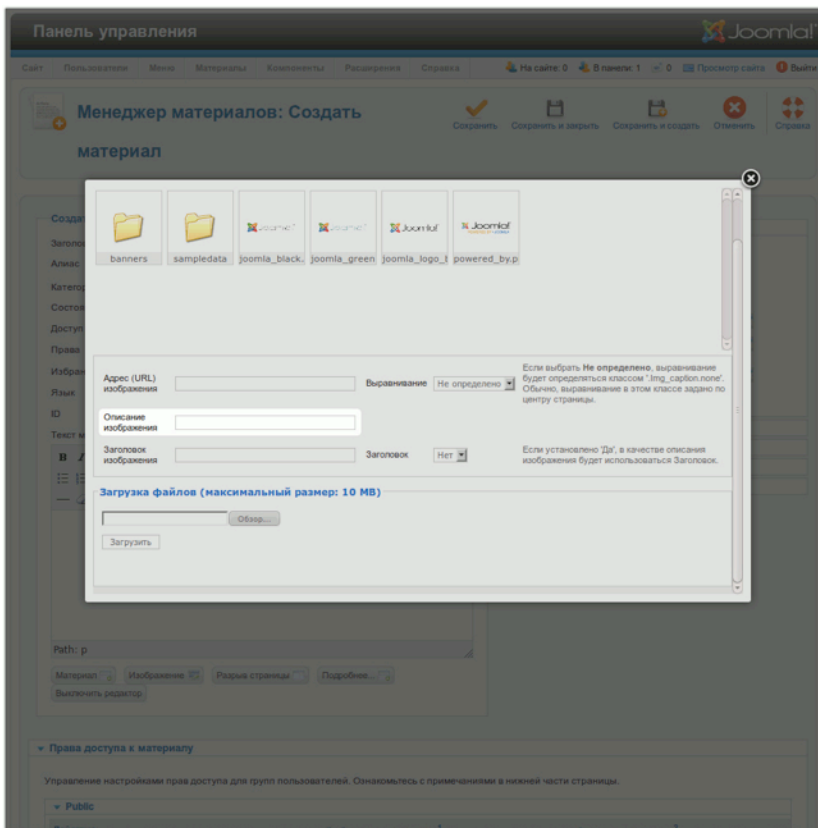 Панель управления
Joomla!
Сайт Пользователи Меню Материалы Компоненты Расширения Справка На сайте: 0 В панели: 1 0 Просмотр сайта Выйти
Менеджер материалов: Создать
материал
Сохранить Сохранить и закрыть Сохранить и создать Отменить Справка
banners sampledata joomla_black. joomla_green joomla_logo_t powered_by.p
Созда
Заголо
Алиас
Катего
Состоя
Доступ
Права
Избран
Язык
ID
Текст м
Адрес (URL)
изображения
Выравнивание Не определено
Если выбрать Не определено, выравнивание
будет определяться классом '.img_caption.none'.
Обычно, выравнивание в этом классе задано по
центру страницы.
Описание
изображения
Заголовок
изображения
Заголовок Нет
Если установлено 'Да', в качестве описания
изображения будет использоваться Заголовок.
Загрузка файлов (максимальный размер: 10 MB)
Обзор...
Загрузить
Path: p
Материал Изображение Разрыв страницы Подробнее...
Выключить редактор
Права доступа к материалу
Управление настройками прав доступа для групп пользователей. Ознакомьтесь с примечаниями в нижней части страницы.
Public